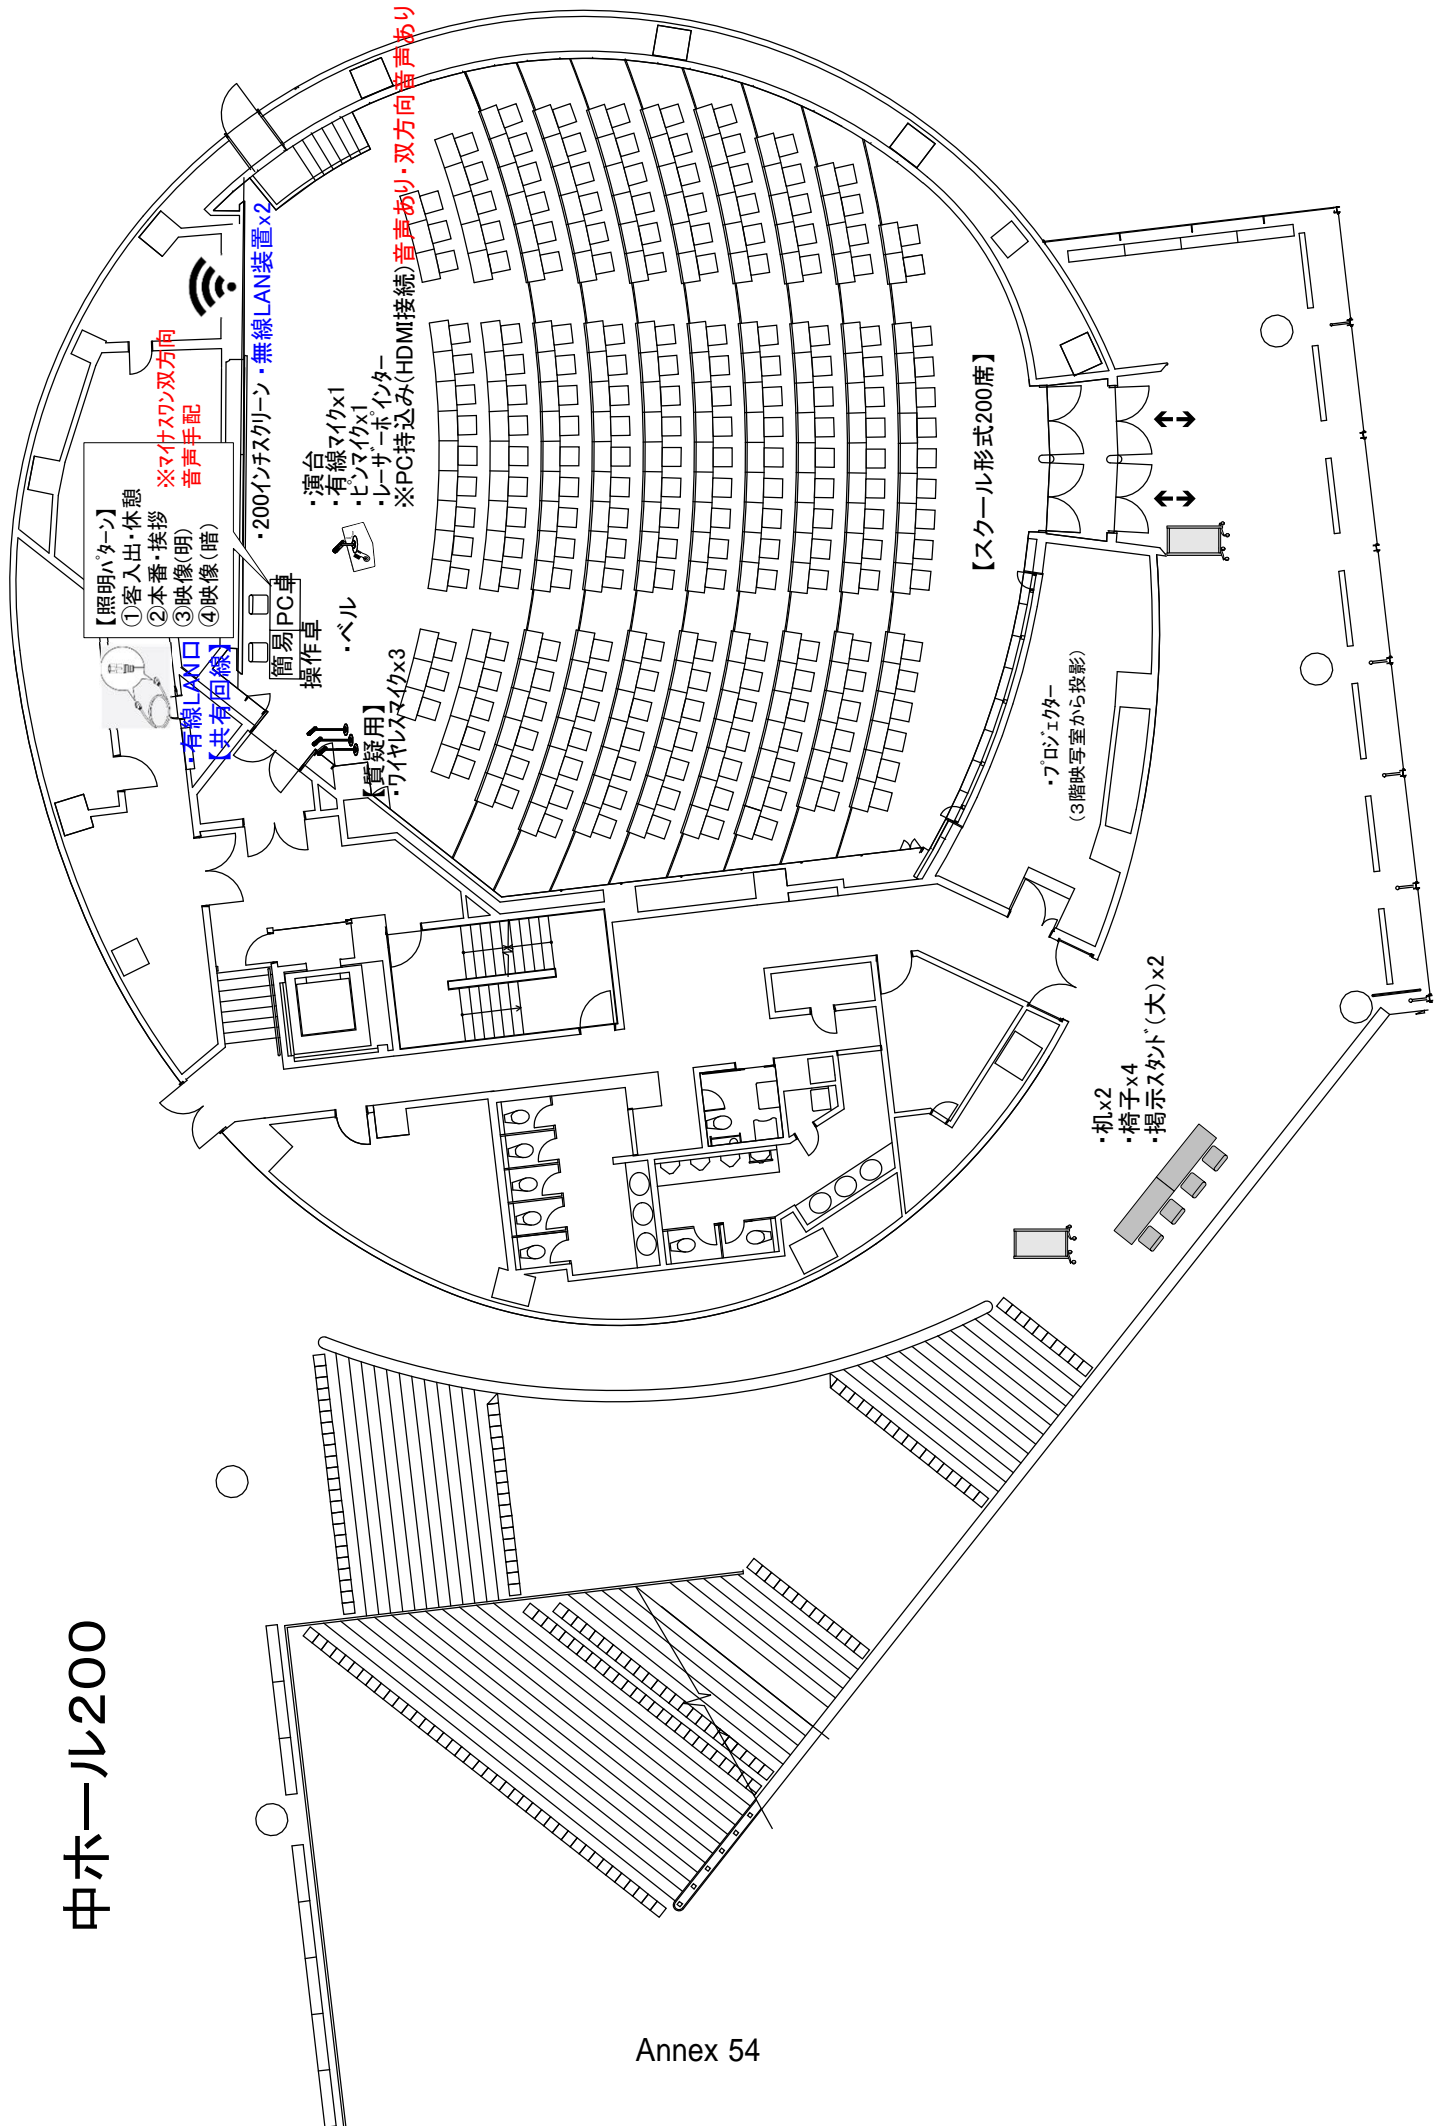 中ホール200
【照明ﾊﾟﾀｰﾝ】
①客入出・休憩
②本番・挨拶
③映像(明)
④映像(暗)
※ﾏｲﾅｽﾜﾝ双方向
音声手配
・有線LAN口
【共有回線】
・200インチスクリーン ・無線LAN装置x2
簡易
操作卓
PC卓
・ベル
・演台
・有線マイクx1
・ピンマイクx1
・レーザーポインター
※PC持込み(HDMI接続)音声あり・双方向音声あり
【質疑用】
・ワイヤレスマイクx3
【スクール形式200席】
・プロジェクター
(3階映写室から投影)
・机x2
・椅子x4
・掲示スタンド(大)x2
Annex 54